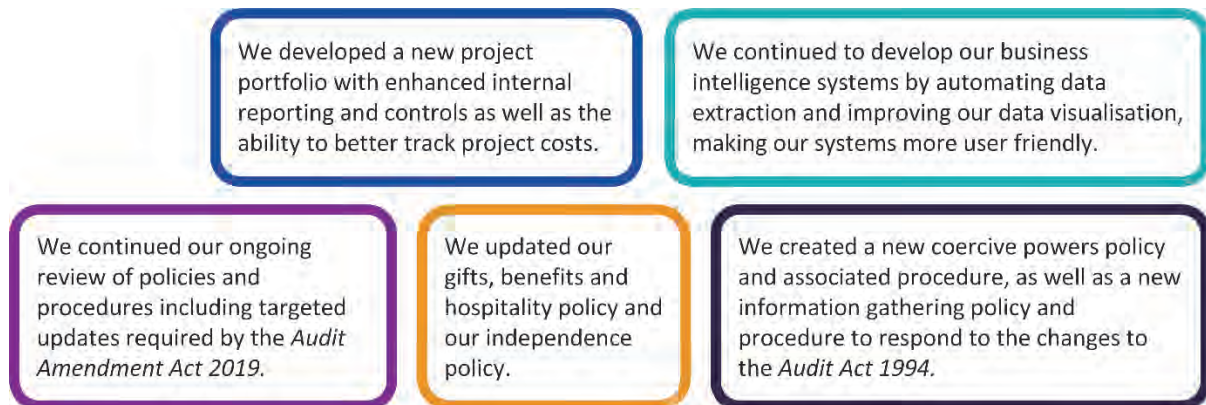 We developed a new project
portfolio with enhanced internal
reporting and controls as well as the
ability to better track project costs.
We continued to develop our business
intelligence systems by automating data
extraction and improving our data visualisation,
making our systems more user friendly.
We continued our ongoing
review of policies and
procedures including targeted
updates required by the Audit
Amendment Act 2019.
We updated our
gifts, benefits and
hospitality policy and
our independence
policy.
We created a new coercive powers policy
and associated procedure, as well as a new
information gathering policy and
procedure to respond to the changes to
the Audit Act 1994.